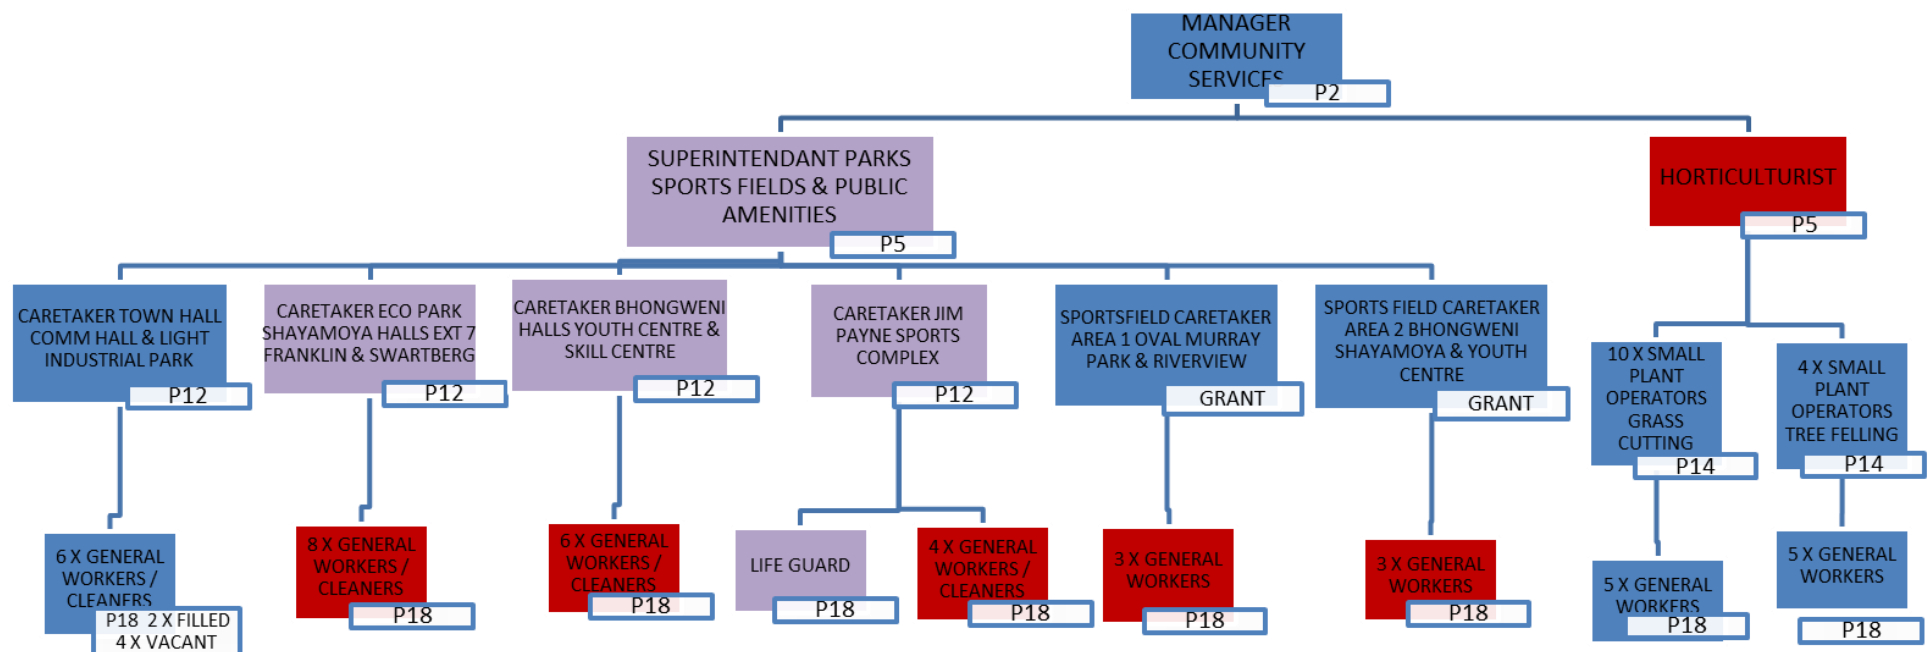 MANAGER
COMMUNITY
SERVICES
P2
SUPERINTENDANT PARKS
SPORTS FIELDS & PUBLIC
AMENITIES
P5
HORTICULTURIST
P5
CARETAKER TOWN HALL
COMM HALL & LIGHT
INDUSTRIAL PARK
P12
CARETAKER ECO PARK
SHAYAMOYA HALLS EXT 7
FRANKLIN & SWARTBERG
P12
CARETAKER BHONGWENI
HALLS YOUTH CENTRE &
SKILL CENTRE
P12
CARETAKER JIM
PAYNE SPORTS
COMPLEX
P12
SPORTSFIELD CARETAKER
AREA 1 OVAL MURRAY
PARK & RIVERVIEW
GRANT
SPORTS FIELD CARETAKER
AREA 2 BHONGWENI
SHAYAMOYA & YOUTH
CENTRE
GRANT
10 X SMALL
PLANT
OPERATORS
GRASS
CUTTING
P14
4 X SMALL
PLANT
OPERATORS
TREE FELLING
P14
6 X GENERAL
WORKERS /
CLEANERS
P18 2 X FILLED
4 X VACANT
8 X GENERAL
WORKERS /
CLEANERS
P18
6 X GENERAL
WORKERS /
CLEANERS
P18
LIFE GUARD
P18
4 X GENERAL
WORKERS /
CLEANERS
P18
3 X GENERAL
WORKERS
P18
3 X GENERAL
WORKERS
P18
5 X GENERAL
WORKERS
P18
5 X GENERAL
WORKERS
P18